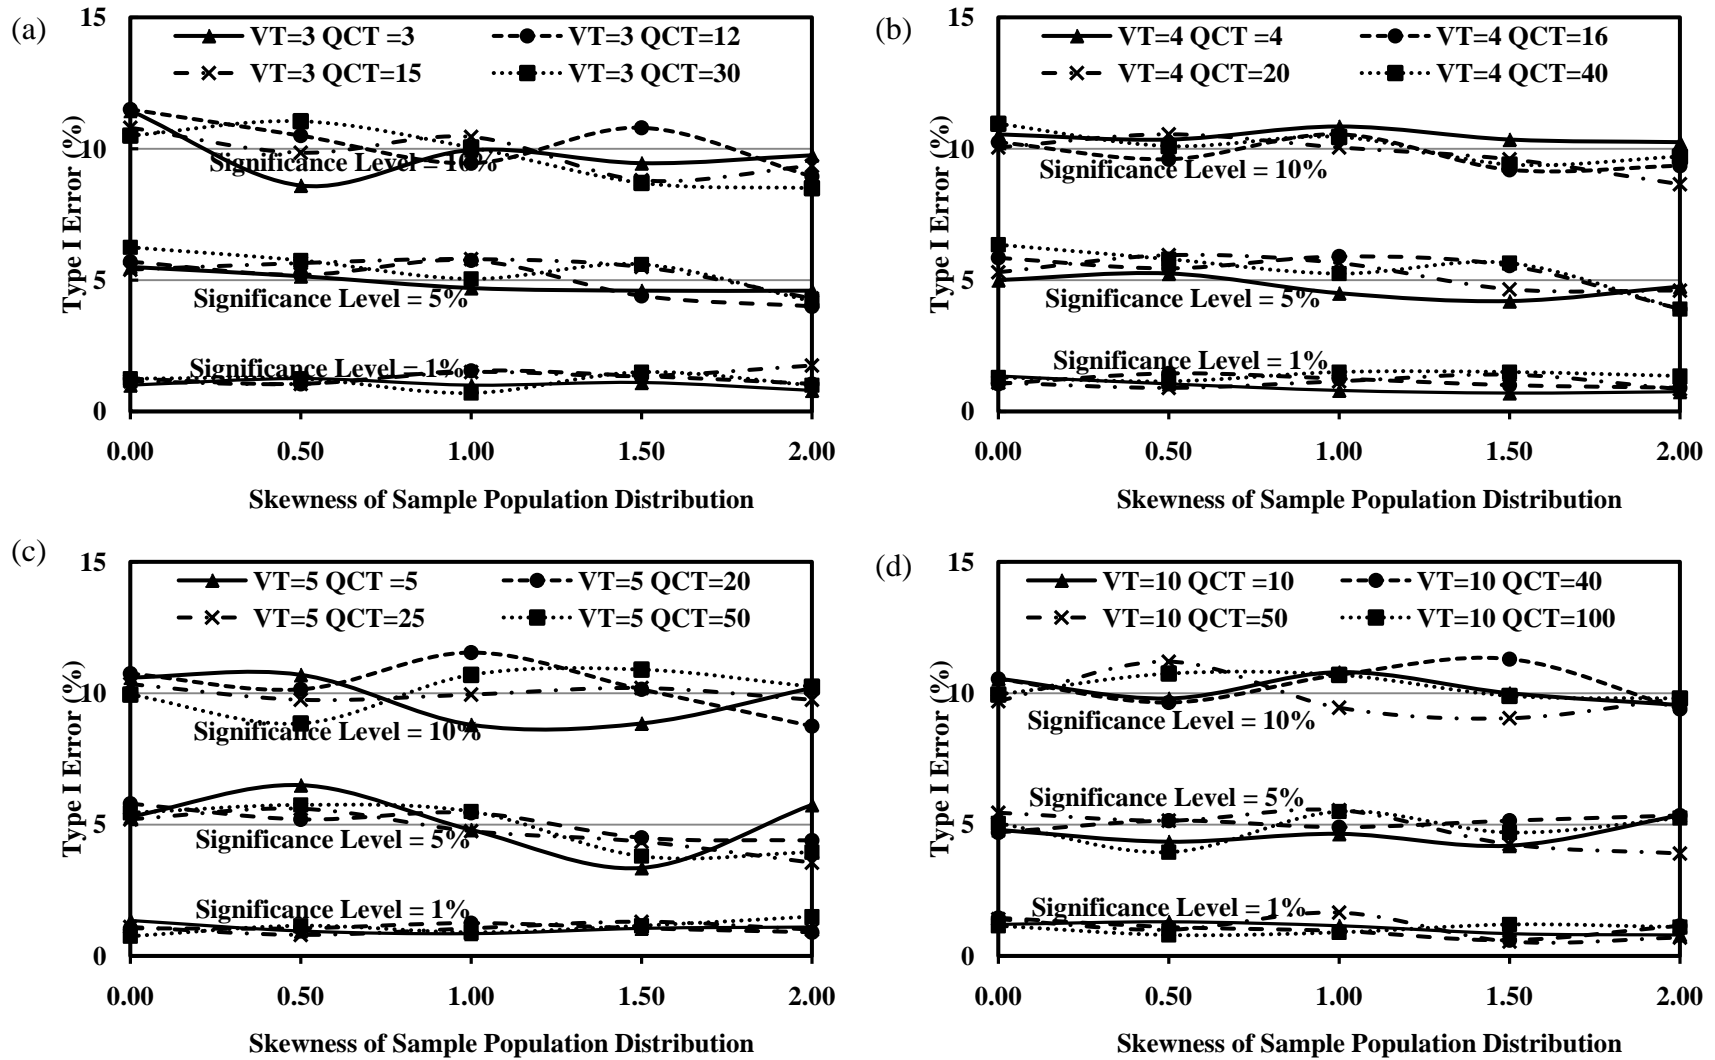 (a)
15
VT=3 QCT =3
VT=3 QCT=12
VT=3 QCT=15
VT=3 QCT=30
10
Significance Level = 10%
5
Significance Level = 5%
Significance Level = 1%
0
Type I Error (%)
0.00 0.50 1.00 1.50 2.00
Skewness of Sample Population Distribution
(b)
15
VT=4 QCT =4
VT=4 QCT=16
VT=4 QCT=20
VT=4 QCT=40
10
Significance Level = 10%
5
Significance Level = 5%
Significance Level = 1%
0
Type I Error (%)
0.00 0.50 1.00 1.50 2.00
Skewness of Sample Population Distribution
(c)
15
VT=5 QCT =5
VT=5 QCT=20
VT=5 QCT=25
VT=5 QCT=50
10
Significance Level = 10%
5
Significance Level = 5%
Significance Level = 1%
0
Type I Error (%)
0.00 0.50 1.00 1.50 2.00
Skewness of Sample Population Distribution
(d)
15
VT=10 QCT =10
VT=10 QCT=40
VT=10 QCT=50
VT=10 QCT=100
10
Significance Level = 10%
Significance Level = 5%
5
Significance Level = 1%
0
Type I Error (%)
0.00 0.50 1.00 1.50 2.00
Skewness of Sample Population Distribution